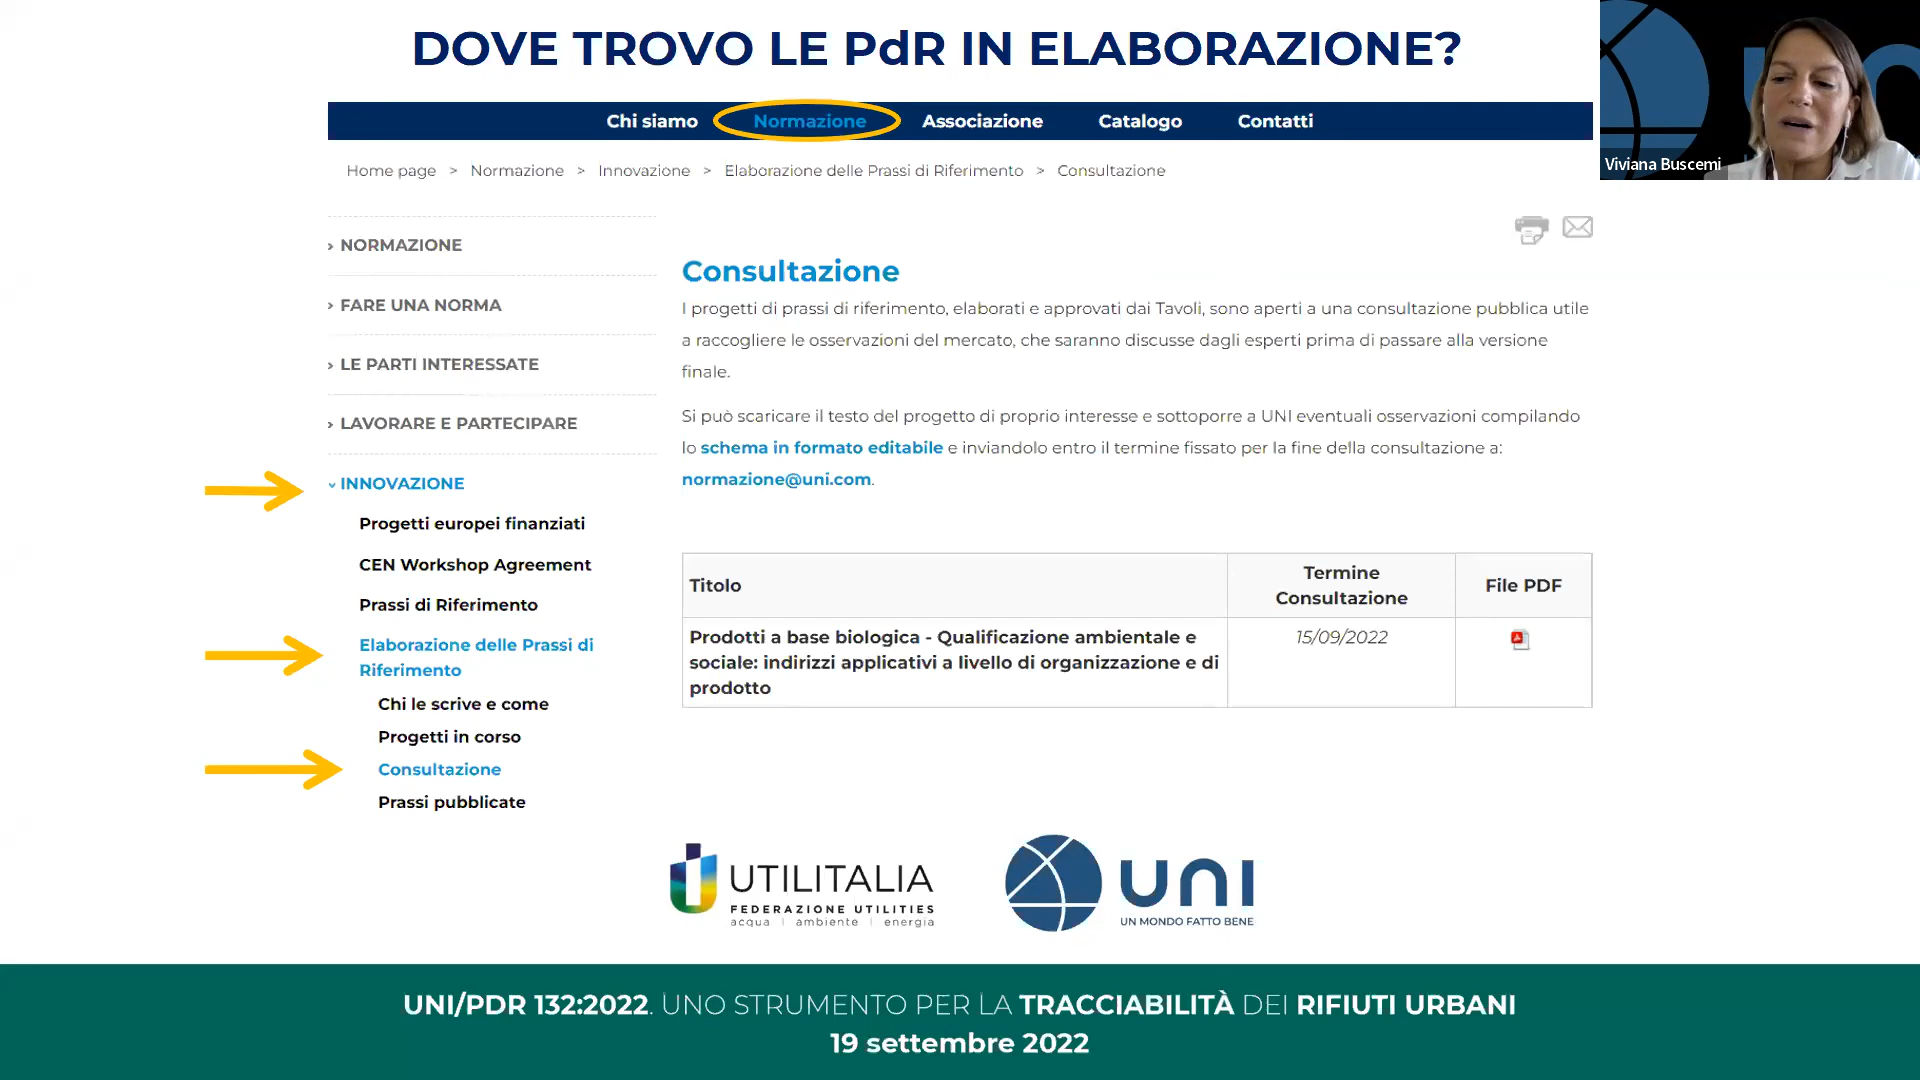 DOVE TROVO LE PdR IN ELABORAZIONE?
Chi siamo Normazione Associazione Catalogo Contatti
Viviana Buscemi
Home page > Normazione > Innovazione > Elaborazione delle Prassi di Riferimento > Consultazione
› NORMAZIONE
› FARE UNA NORMA
› LE PARTI INTERESSATE
› LAVORARE E PARTECIPARE
INNOVAZIONE
Progetti europei finanziati
CEN Workshop Agreement
Prassi di Riferimento
Elaborazione delle Prassi di
Riferimento
Chi le scrive e come
Progetti in corso
Consultazione
Prassi pubblicate
Consultazione
I progetti di prassi di riferimento, elaborati e approvati dai Tavoli, sono aperti a una consultazione pubblica utile
a raccogliere le osservazioni del mercato, che saranno discusse dagli esperti prima di passare alla versione
finale.
Si può scaricare il testo del progetto di proprio interesse e sottoporre a UNI eventuali osservazioni compilando
lo schema in formato editabile e inviandolo entro il termine fissato per la fine della consultazione a:
normazione@uni.com.
Titolo
Termine
Consultazione
File PDF
Prodotti a base biologica - Qualificazione ambientale e
sociale: indirizzi applicativi a livello di organizzazione e di
prodotto
15/09/2022
UTILITALIA
FEDERAZIONE UTILITIES
acqua | ambiente | energia
UNI
UN MONDO FATTO BENE
UNI/PDR 132:2022. UNO STRUMENTO PER LA TRACCIABILITÀ DEI RIFIUTI URBANI
19 settembre 2022